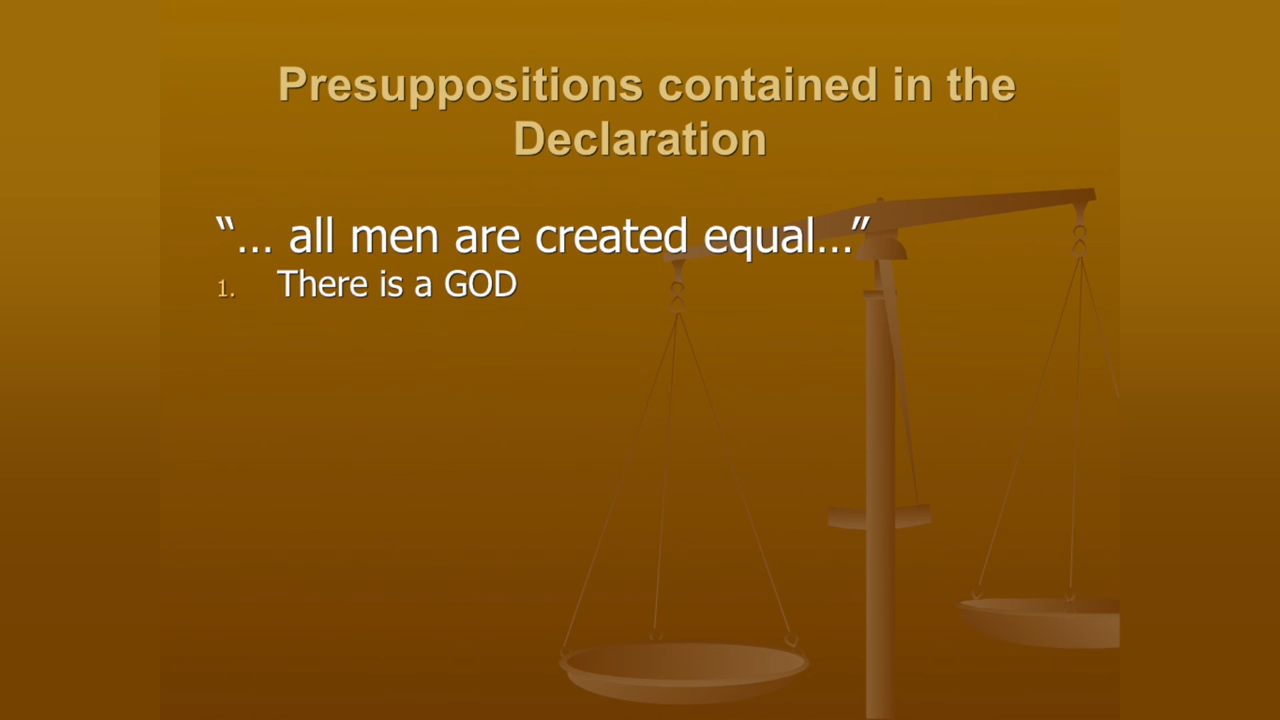 Presuppositions contained in the
Declaration
“… all men are created equal…”
1. There is a GOD